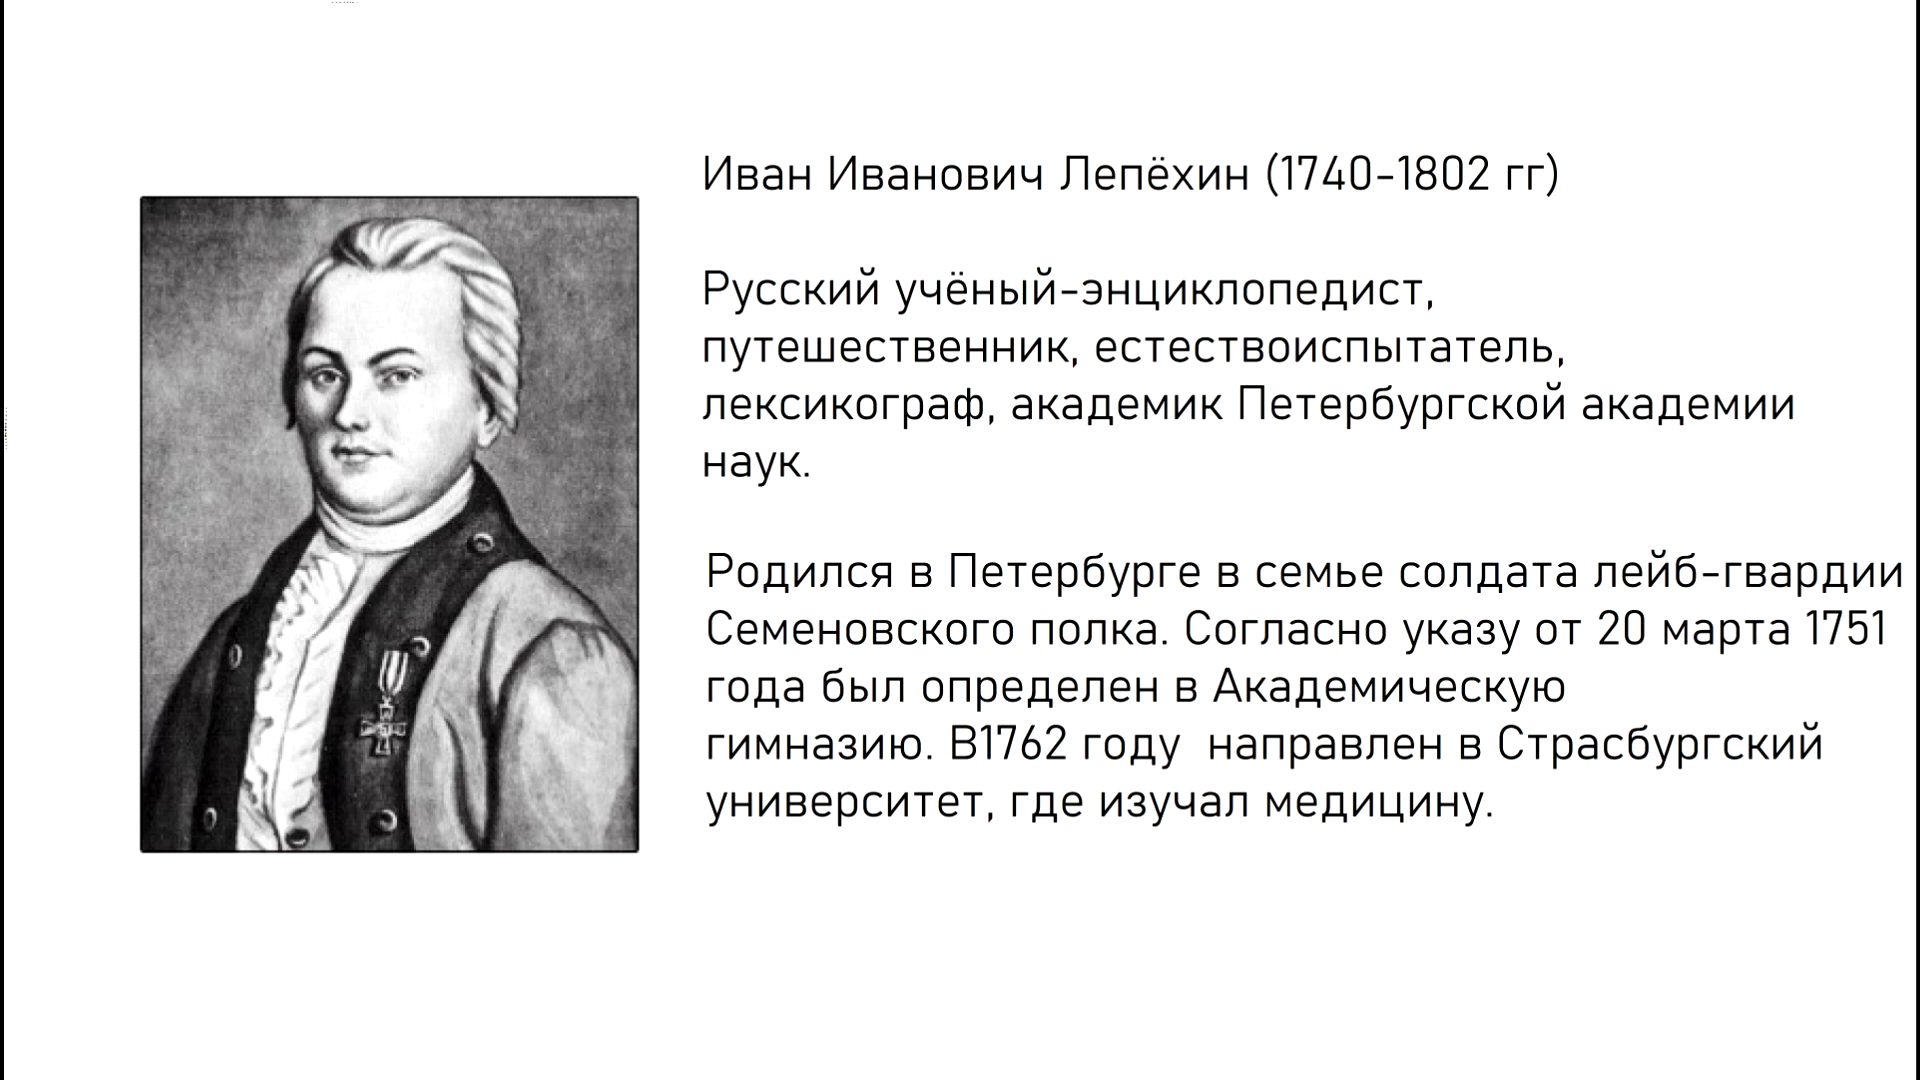 Иван Иванович Лепёхин (1740-1802 гг)
Русский учёный-энциклопедист,
путешественник, естествоиспытатель,
лексикограф, академик Петербургской академии
наук.
Родился в Петербурге в семье солдата лейб-гвардии
Семеновского полка. Согласно указу от 20 марта 1751
года был определен в Академическую
гимназию. В1762 году  направлен в Страсбургский
университет, где изучал медицину.